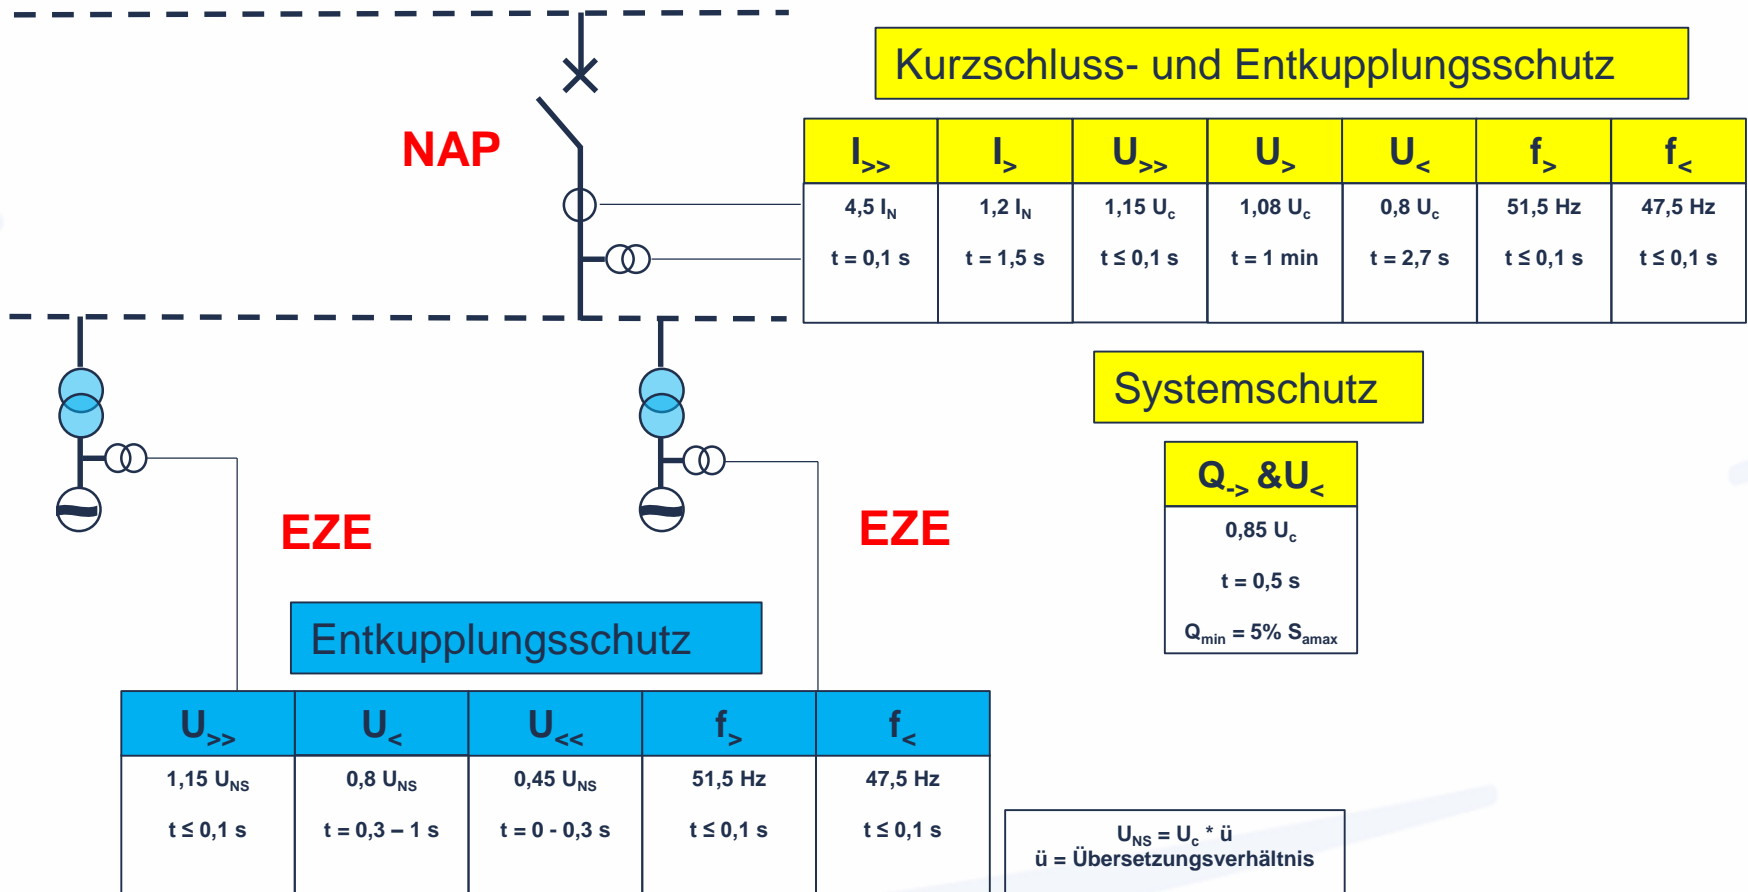 Kurzschluss- und Entkupplungsschutz
NAP
I>> I> U>> U> U< f> f<
4,5 IN 1,2 IN 1,15 Uc 1,08 Uc 0,8 Uc 51,5 Hz 47,5 Hz
t = 0,1 s t = 1,5 s t ≤ 0,1 s t = 1 min t = 2,7 s t ≤ 0,1 s t ≤ 0,1 s
Systemschutz
Q-> &U<
0,85 Uc
t = 0,5 s
Qmin = 5% Samax
EZE
EZE
Entkupplungsschutz
U>> U< U<< f> f<
1,15 UNS 0,8 UNS 0,45 UNS 51,5 Hz 47,5 Hz
t ≤ 0,1 s t = 0,3 – 1 s t = 0 - 0,3 s t ≤ 0,1 s t ≤ 0,1 s
UNS = Uc * ü
ü = Übersetzungsverhältnis